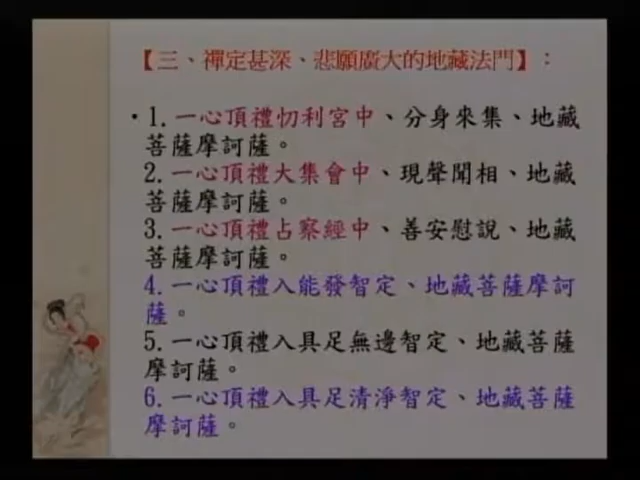 【三、禪定甚深、悲願廣大的地藏法門】：
・1.一心頂禮忉利宮中、分身來集、地藏
菩薩摩訶薩。
2.一心頂禮大集會中、現聲聞相、地藏
菩薩摩訶薩。
3.一心頂禮占察經中、善安慰說、地藏
菩薩摩訶薩。
4.一心頂禮入能發智定、地藏菩薩摩訶
薩。
5.一心頂禮入具足無邊智定、地藏菩薩
摩訶薩。
6.一心頂禮入具足清淨智定、地藏菩薩
摩訶薩。